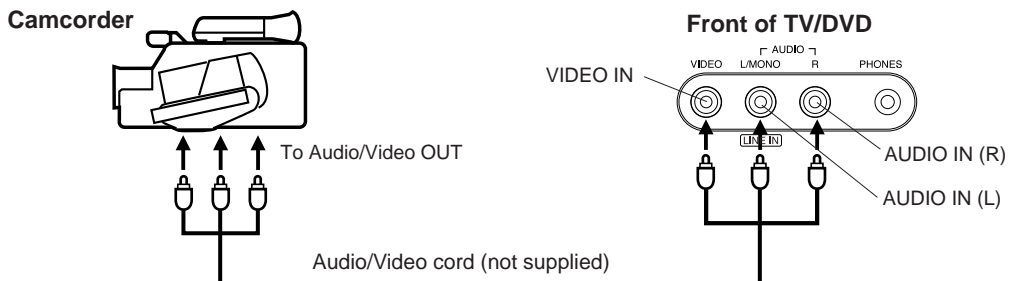 Camcorder
Front of TV/DVD
AUDIO
VIDEO L/MONO R PHONES
VIDEO IN
LINE IN
To Audio/Video OUT
AUDIO IN (R)
AUDIO IN (L)
Audio/Video cord (not supplied)